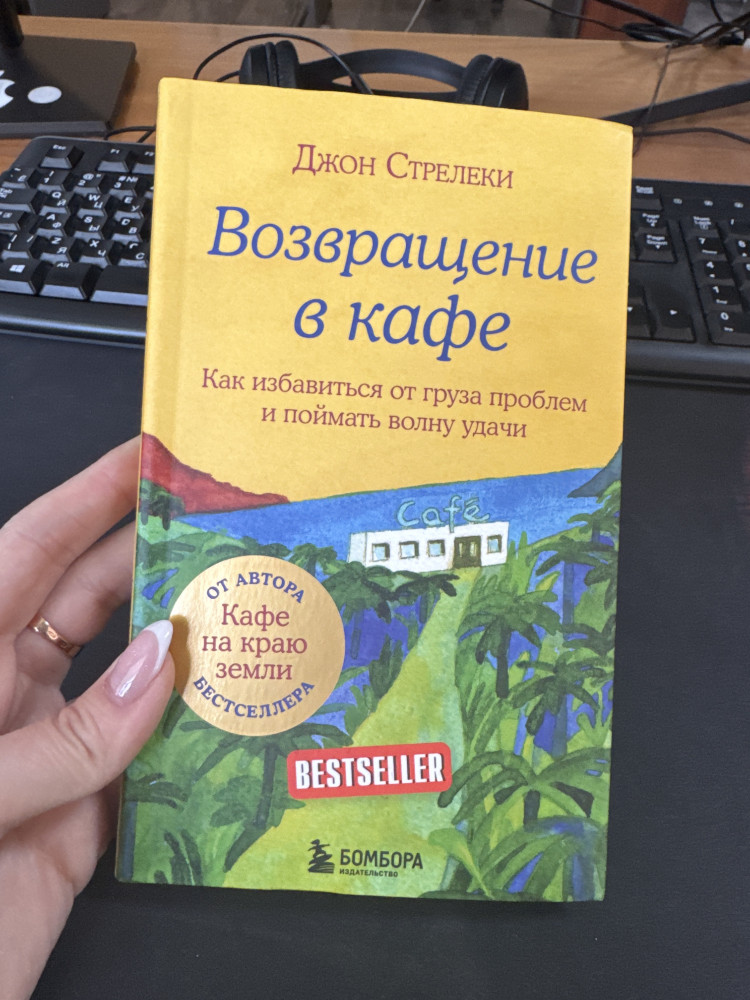 Джон Стрелеки
Возвращение
в кафе
Как избавиться от груза проблем
и поймать волну удачи
Café
ОТ АВТОРА
Кафе
на краю
земли
БЕСТСЕЛЛЕРА
BESTSELLER
БОМБОРА
ИЗДАТЕЛЬСТВО